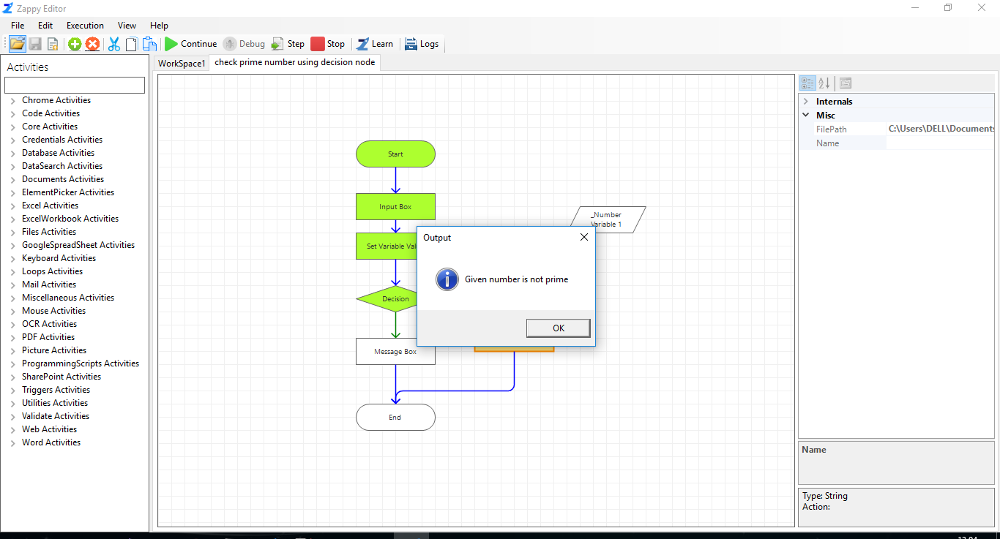 Zappy Editor
File Edit Execution View Help
Continue Debug Step Stop Learn Logs
Activities
WorkSpace1 check prime number using decision node
Chrome Activities
Code Activities
Core Activities
Credentials Activities
Database Activities
DataSearch Activities
Documents Activities
ElementPicker Activities
Excel Activities
ExcelWorkbook Activities
Files Activities
GoogleSpreadSheet Activities
Keyboard Activities
Loops Activities
Mail Activities
Miscellaneous Activities
Mouse Activities
OCR Activities
PDF Activities
Picture Activities
ProgrammingScripts Activities
SharePoint Activities
Triggers Activities
Utilities Activities
Validate Activities
Web Activities
Word Activities
Start
Input Box
Set Variable Val
Decision
Message Box
End
_Number
Variable 1
Output
Given number is not prime
OK
Internals
Misc
FilePath C:\Users\DELL\Documents
Name
Name
Type: String
Action: